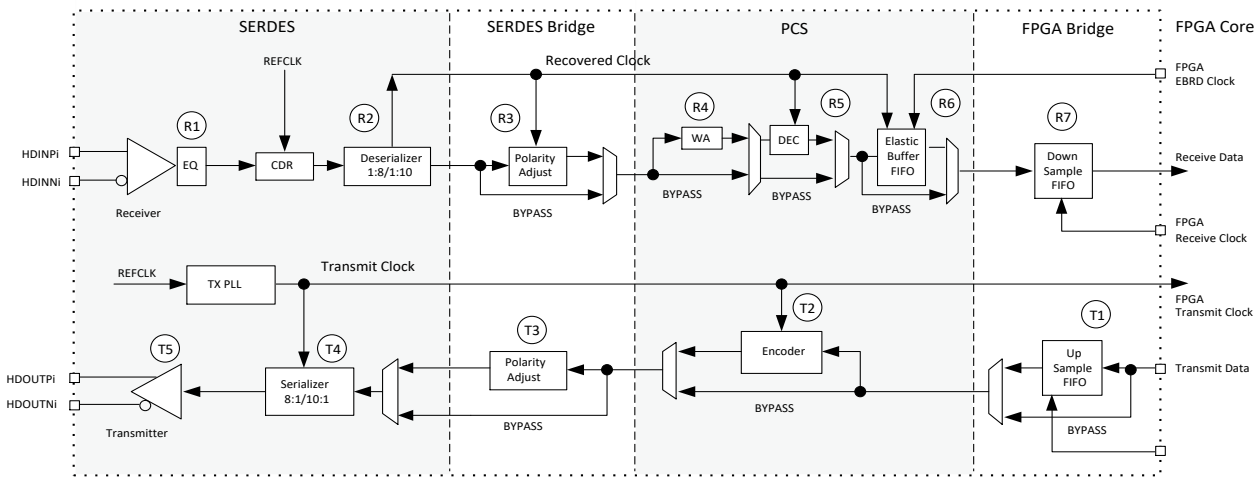 SERDES
SERDES Bridge
PCS
FPGA Bridge
FPGA Core
REFCLK
Recovered Clock
FPGA
EBRD Clock
R1
R2
R3
R4
R5
R6
R7
HDINPi
HDINNi
EQ
CDR
Deserializer
1:8/1:10
Polarity
Adjust
WA
DEC
Elastic
Buffer
FIFO
Down
Sample
FIFO
Receive Data
Receiver
BYPASS
BYPASS
BYPASS
BYPASS
FPGA
Receive Clock
REFCLK
TX PLL
Transmit Clock
FPGA
Transmit Clock
T5
T4
T3
T2
T1
HDOUTPi
HDOUTNi
Serializer
8:1/10:1
Polarity
Adjust
Encoder
Up
Sample
FIFO
Transmit Data
Transmitter
BYPASS
BYPASS
BYPASS